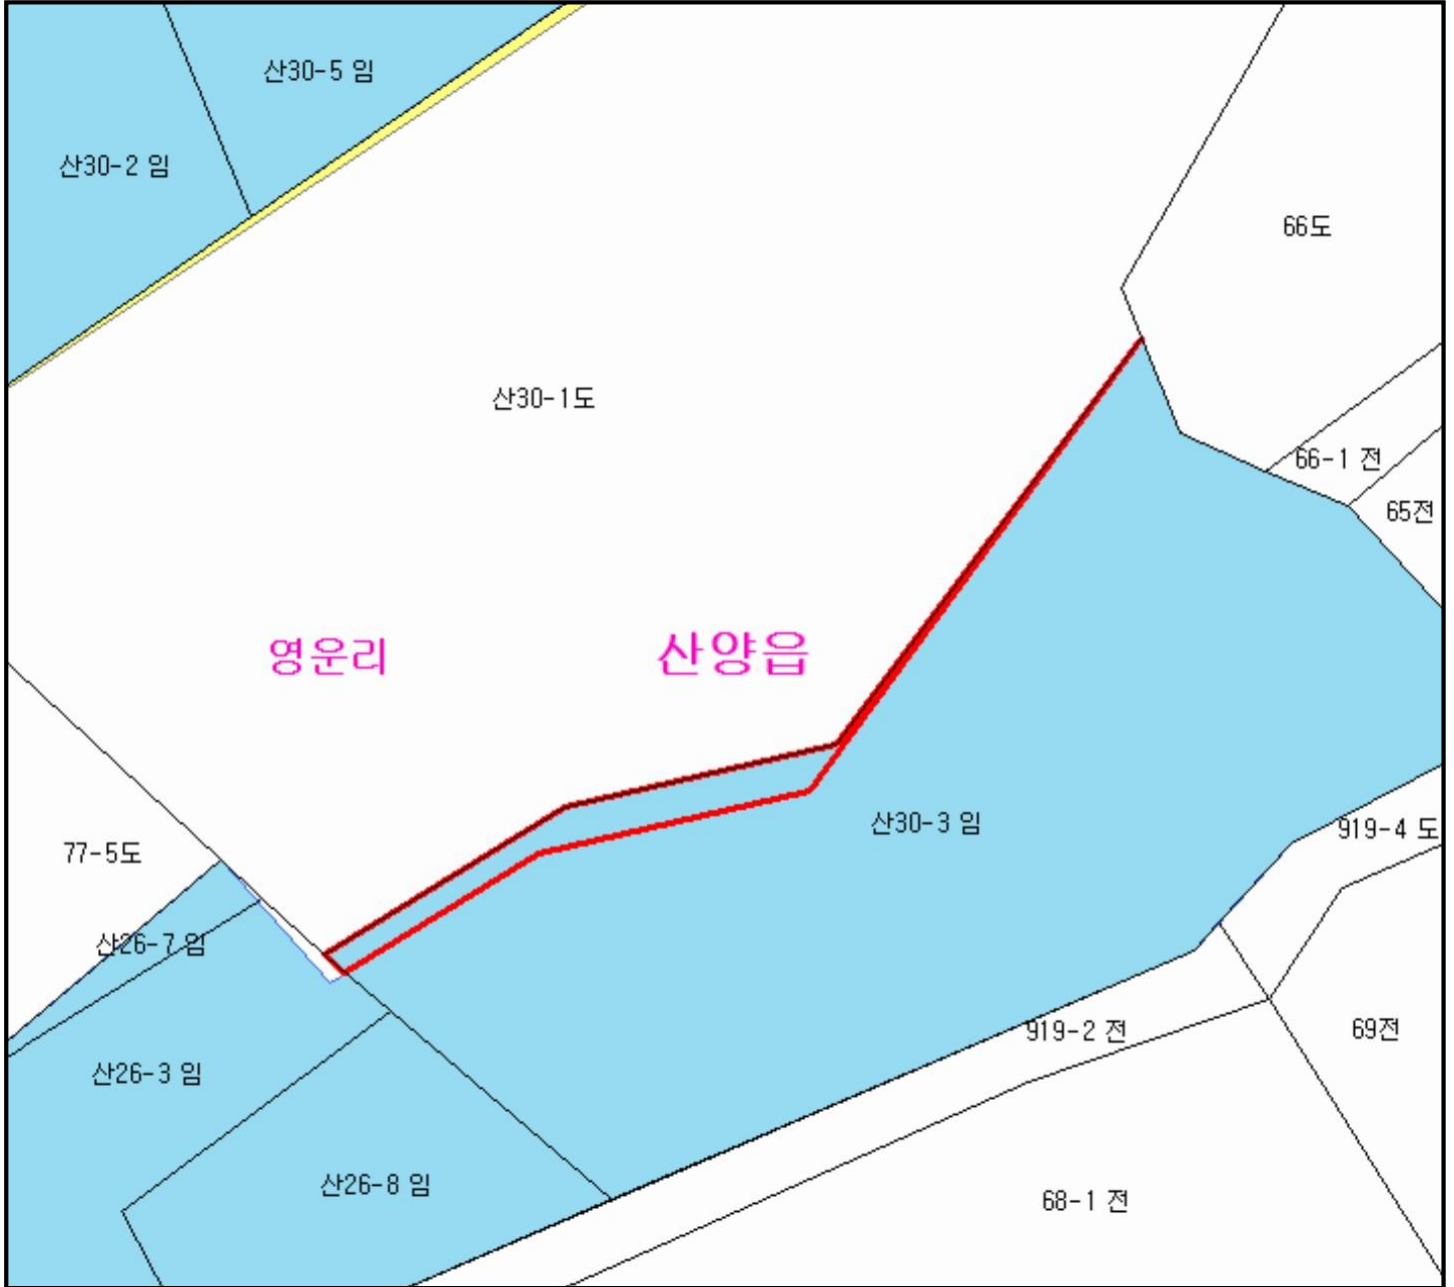 산30-5 임
산30-2 임
66도
산30-1도
66-1 전
65전
영운리
산양읍
산30-3 임
919-4 도
77-5도
산26-7 임
919-2 전
69전
산26-3 임
산26-8 임
68-1 전